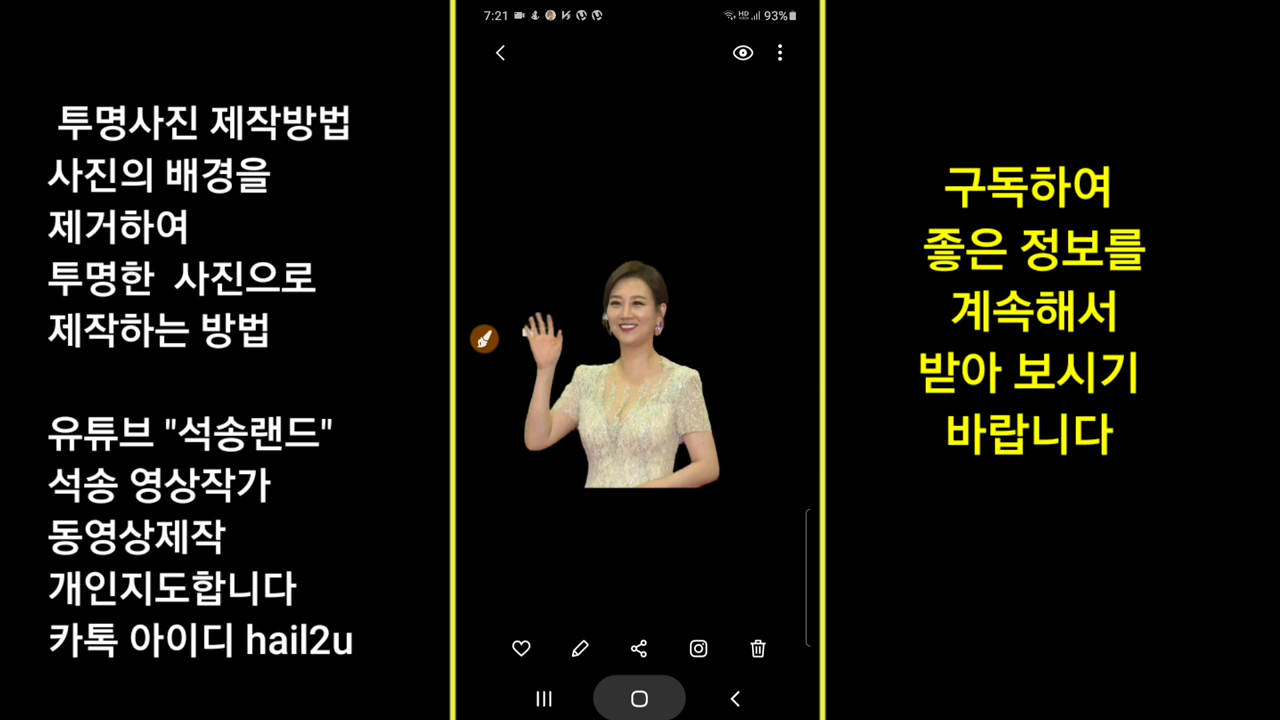 투명사진 제작방법
사진의 배경을
제거하여
투명한 사진으로
제작하는 방법
유튜브 "석송랜드"
석송 영상작가
동영상제작
개인지도합니다
카톡 아이디 hail2u
7:21
HD 93%
구독하여
좋은 정보를
계속해서
받아 보시기
바랍니다